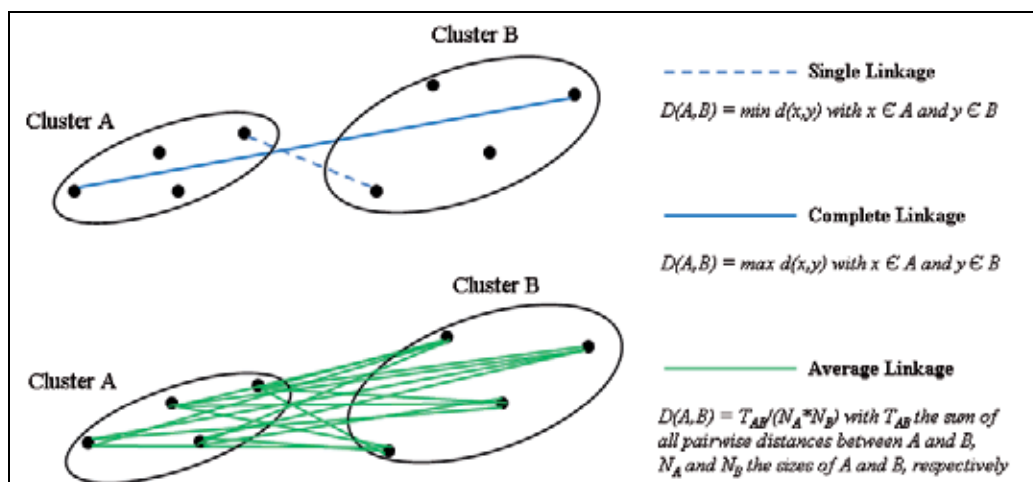 Cluster B
Cluster A
Single Linkage
D(A,B) = min d(x,y) with x Є A and y Є B
Complete Linkage
D(A,B) = max d(x,y) with x Є A and y Є B
Cluster B
Cluster A
Average Linkage
D(A,B) = T_AB/(N_A*N_B) with T_AB the sum of
all pairwise distances between A and B,
N_A and N_B the sizes of A and B, respectively